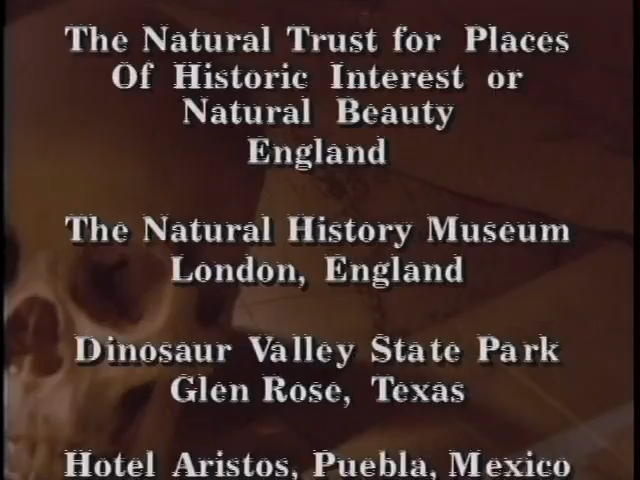 The Natural Trust for Places
Of Historic Interest or
Natural Beauty
England
The Natural History Museum
London, England
Dinosaur Valley State Park
Glen Rose, Texas
Hotel Aristos, Puebla, Mexico